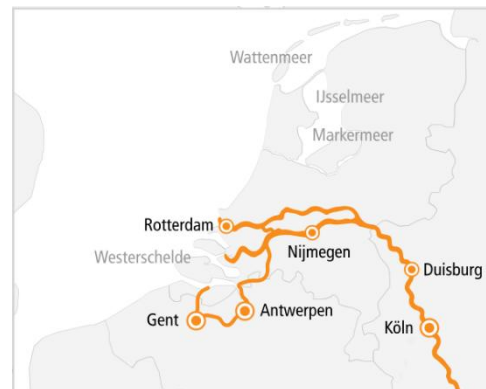 Wattenmeer
IJsselmeer
Markermeer
Rotterdam
Nijmegen
Westerschelde
Duisburg
Gent
Antwerpen
Köln